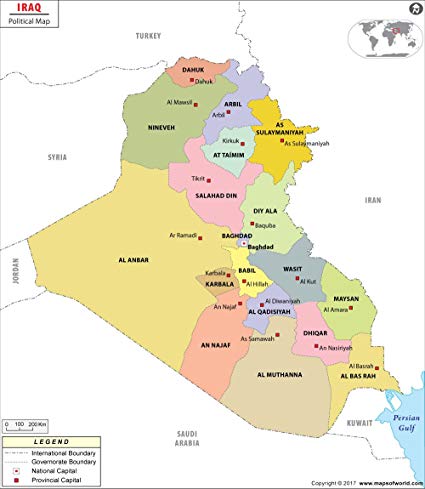 IRAQ
Political Map
TURKEY
DAHUK
Dahuk
Al Mawsil
ARBIL
Arbil
NINEVEH
AS
SULAYMANIYAH
As Sulaymaniyah
Kirkuk
AT TAIMIM
SYRIA
Tikrit
SALAHAD DIN
IRAN
DIY ALA
Baquba
Ar Ramadi
BAGHDAD
Baghdad
JORDAN
AL ANBAR
BABIL
WASIT
Karbala
KARBALA
Al Hillah
Al Kut
MAYSAN
An Najaf
Al Diwaniyah
AL QADISIYAH
Al Amara
DHIQAR
As Samawah
An Nasiriyah
AN NAJAF
AL MUTHANNA
Al Basrah
AL BAS RAH
Persian
Gulf
KUWAIT
SAUDI
ARABIA
0 100 200 Km
LEGEND
International Boundary
Governorate Boundary
National Capital
Provincial Capital
Copyright © 2017 www.mapsofworld.com